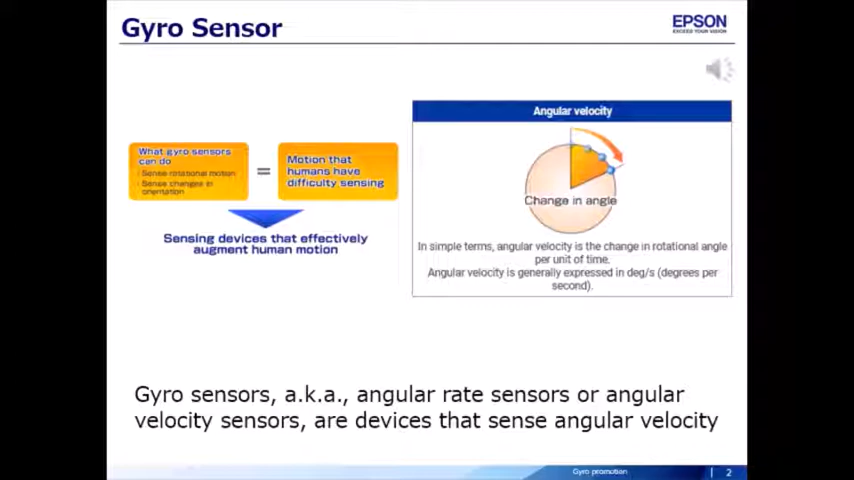 Gyro Sensor
EPSON
EXCEED YOUR VISION
What gyro sensors
can do
Sense rotational motion
Sense changes in
orientation
=
Motion that
humans have
difficulty sensing
Sensing devices that effectively
augment human motion
Angular velocity
Change in angle
In simple terms, angular velocity is the change in rotational angle
per unit of time.
Angular velocity is generally expressed in deg/s (degrees per
second).
Gyro sensors, a.k.a., angular rate sensors or angular
velocity sensors, are devices that sense angular velocity
Gyro promotion
2